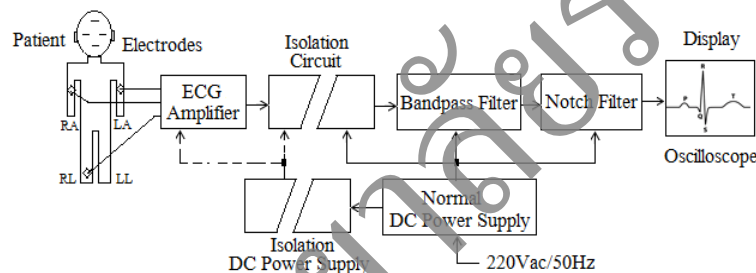 Patient
Electrodes
RA
LA
RL
LL
ECG
Amplifier
Isolation
Circuit
Bandpass Filter
Notch Filter
Display
R
P
T
Q
S
Oscilloscope
Isolation
DC Power Supply
Normal
DC Power Supply
220Vac/50Hz